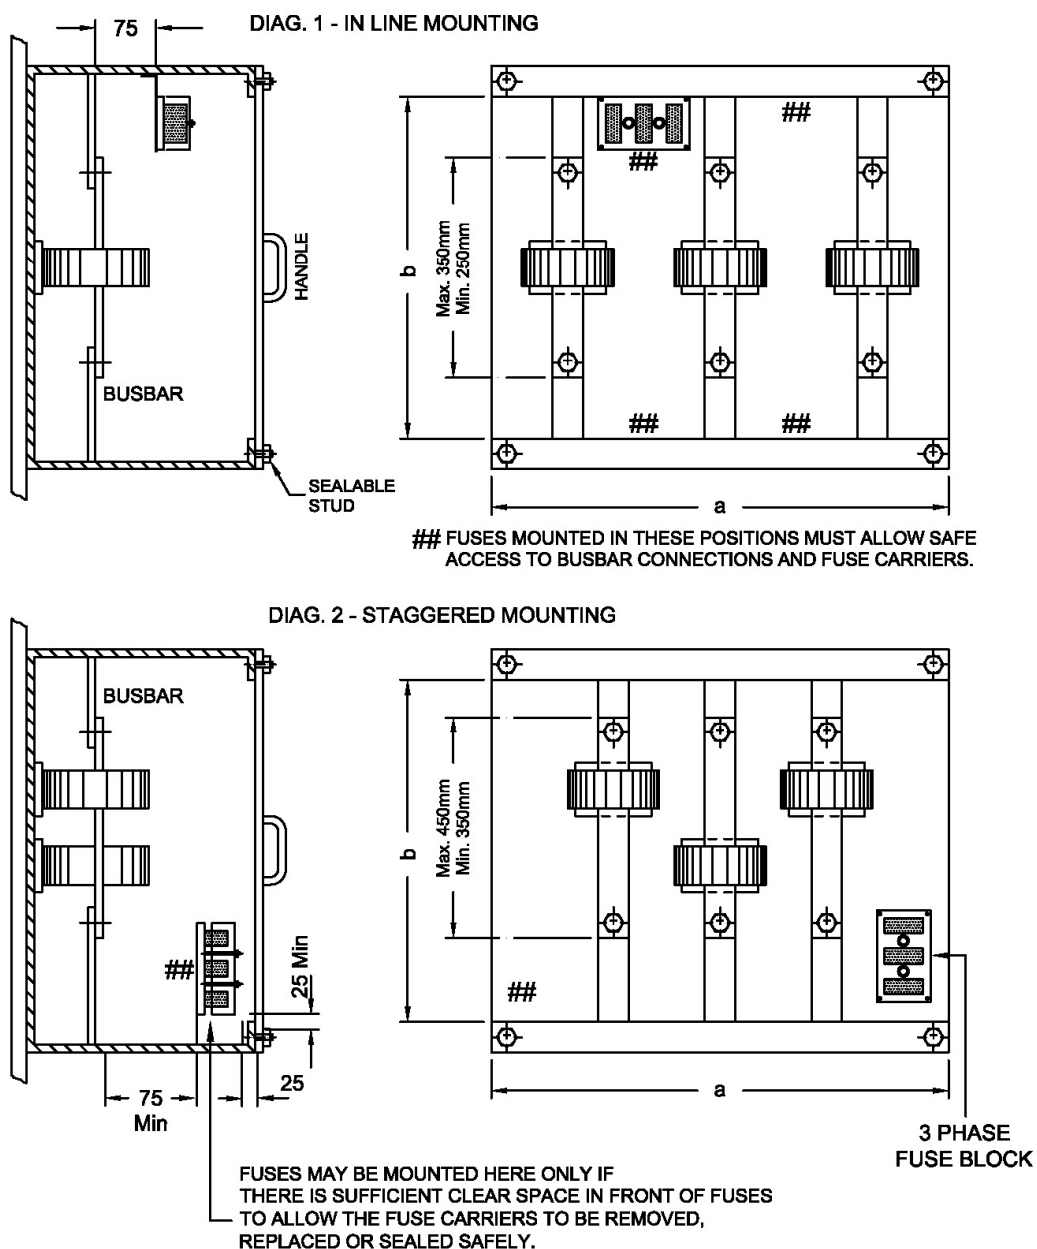 DIAG. 1 - IN LINE MOUNTING
75
##
##
b
Max. 350mm
Min. 250mm
HANDLE
BUSBAR
##
##
SEALABLE
STUD
a
## FUSES MOUNTED IN THESE POSITIONS MUST ALLOW SAFE
ACCESS TO BUSBAR CONNECTIONS AND FUSE CARRIERS.
DIAG. 2 - STAGGERED MOUNTING
BUSBAR
b
Max. 450mm
Min. 350mm
##
25 Min
##
25
75
Min
a
3 PHASE
FUSE BLOCK
FUSES MAY BE MOUNTED HERE ONLY IF
THERE IS SUFFICIENT CLEAR SPACE IN FRONT OF FUSES
TO ALLOW THE FUSE CARRIERS TO BE REMOVED,
REPLACED OR SEALED SAFELY.